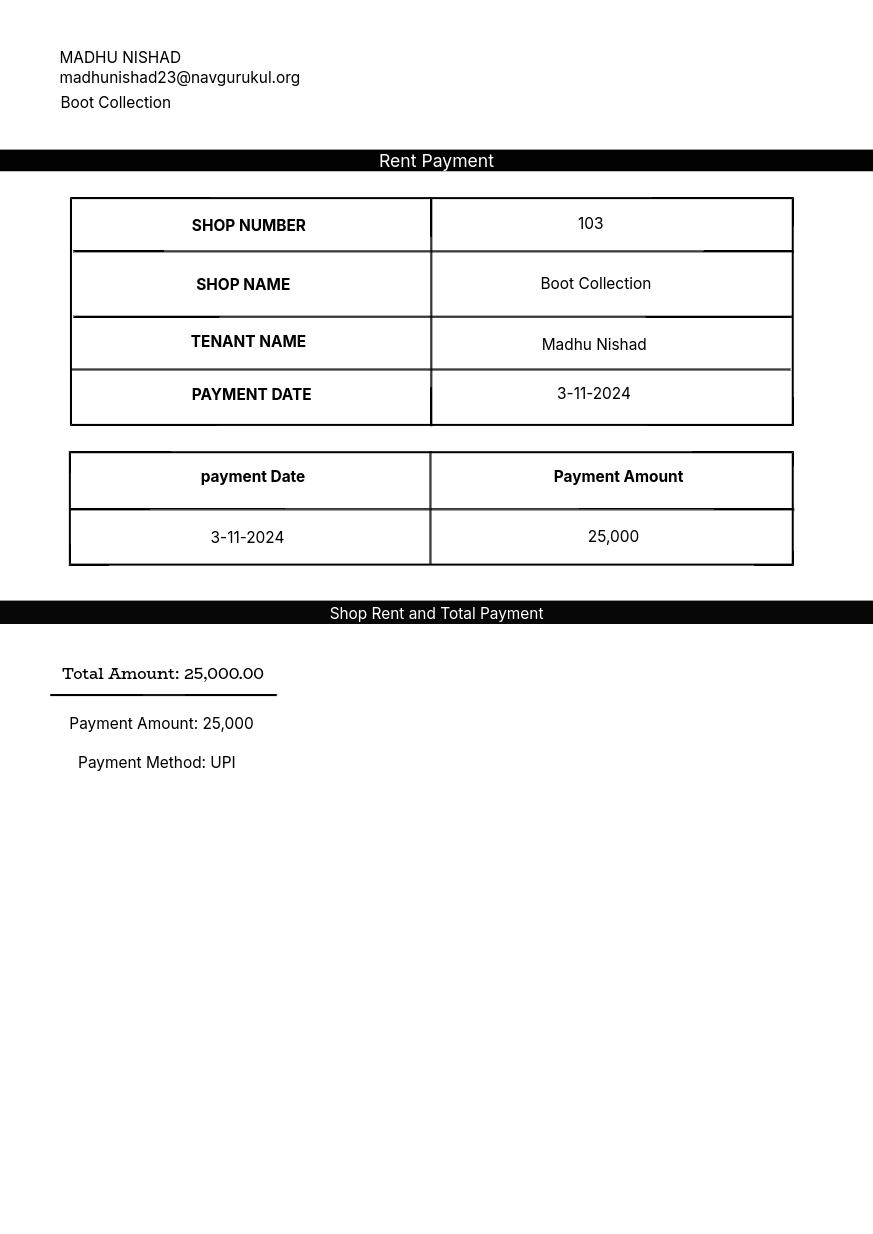 MADHU NISHAD
madhunishad23@navgurukul.org
Boot Collection
Rent Payment
SHOP NUMBER 103
SHOP NAME Boot Collection
TENANT NAME Madhu Nishad
PAYMENT DATE 3-11-2024
payment Date Payment Amount
3-11-2024 25,000
Shop Rent and Total Payment
Total Amount: 25,000.00
Payment Amount: 25,000
Payment Method: UPI